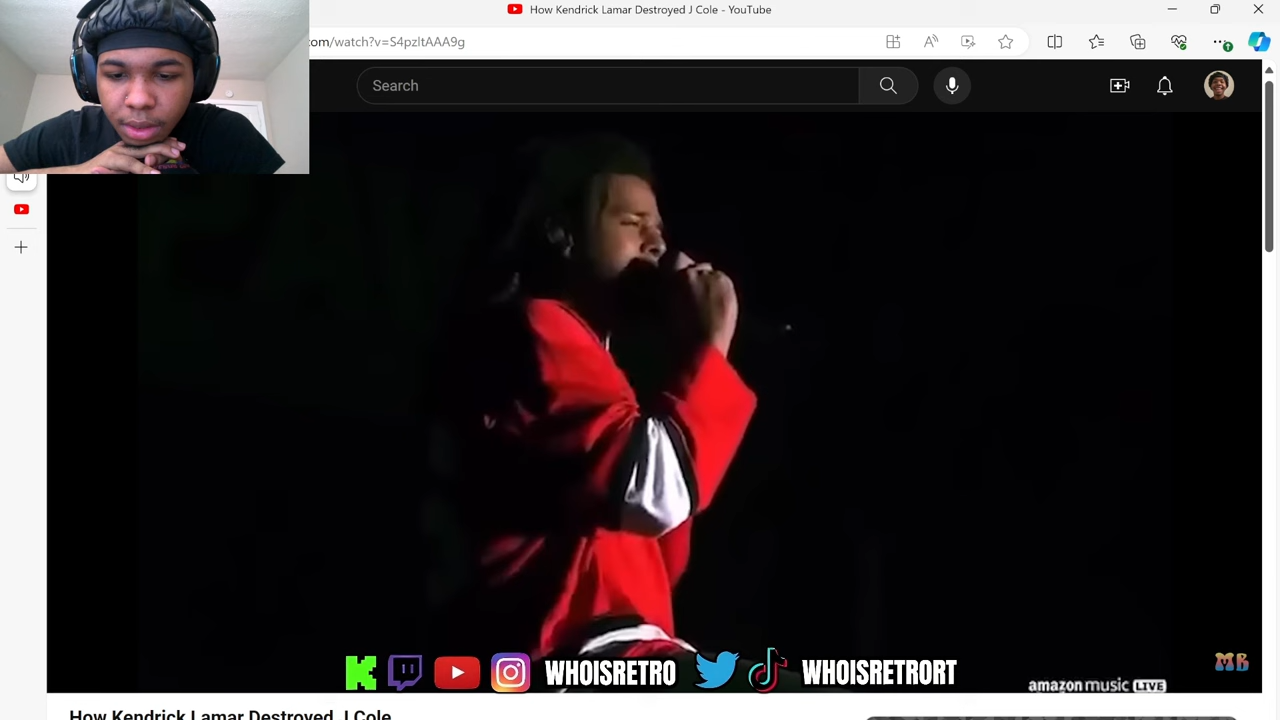 How Kendrick Lamar Destroyed J Cole - YouTube
com/watch?v=S4pzltAAA9g
Search
WHOISRETRO
WHOISRETRORT
MB
amazon music LIVE
How Kendrick Lamar Destroyed J Cole